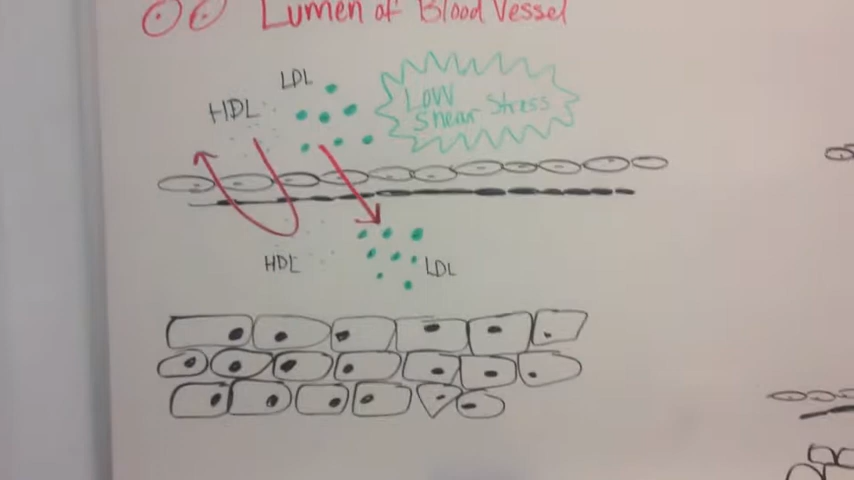 Lumen of Blood Vessel
LDL
HDL
Low
Shear Stress
HDL
LDL